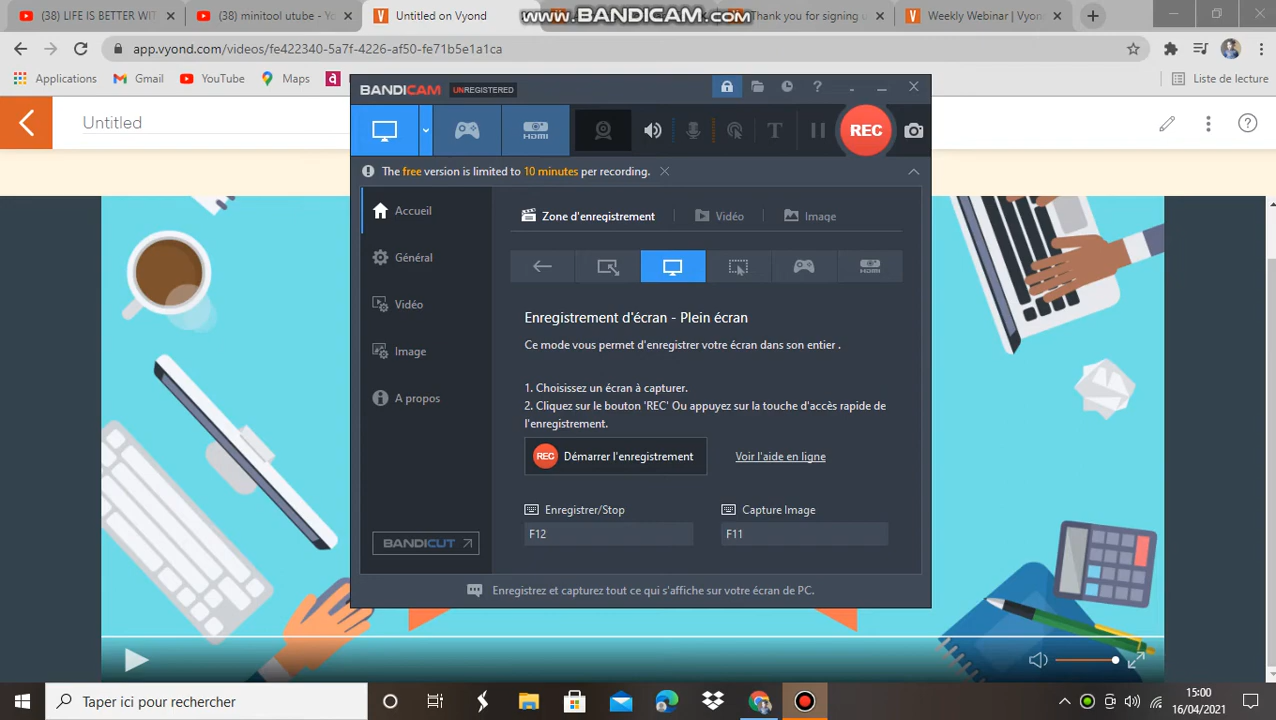 (38) LIFE IS BETTER WIT
(38) minitool utube - Yo
Untitled on Vyond
www.BANDICAM.com
Thank you for signing u
Weekly Webinar | Vyon
app.vyond.com/videos/fe422340-5a7f-4226-af50-fe71b5e1a1ca
Applications
Gmail
YouTube
Maps
Liste de lecture
Untitled
BANDICAM UNREGISTERED
HDMI
T
REC
The free version is limited to 10 minutes per recording.
Accueil
Général
Vidéo
Image
A propos
BANDICUT
Zone d'enregistrement
Vidéo
Image
HDMI
Enregistrement d'écran - Plein écran
Ce mode vous permet d'enregistrer votre écran dans son entier .
1. Choisissez un écran à capturer.
2. Cliquez sur le bouton 'REC' Ou appuyez sur la touche d'accès rapide de
l'enregistrement.
REC Démarrer l'enregistrement
Voir l'aide en ligne
Enregistrer/Stop
Capture Image
F12
F11
Enregistrez et capturez tout ce qui s'affiche sur votre écran de PC.
Taper ici pour rechercher
15:00
16/04/2021